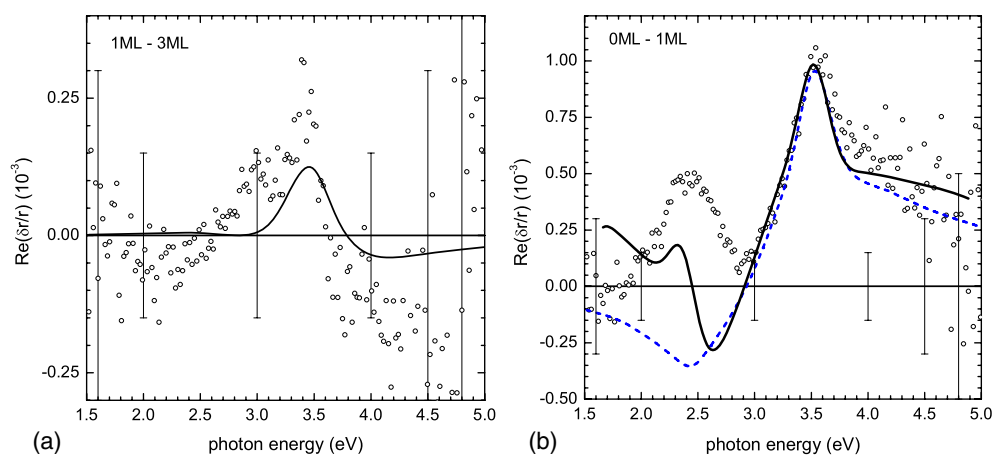 1ML - 3ML
Re(δr/r) (10⁻³)
0.25
0.00
-0.25
1.5 2.0 2.5 3.0 3.5 4.0 4.5 5.0
photon energy (eV)
(a)
0ML - 1ML
Re(δr/r) (10⁻³)
1.00
0.75
0.50
0.25
0.00
-0.25
-0.50
1.5 2.0 2.5 3.0 3.5 4.0 4.5 5.0
photon energy (eV)
(b)